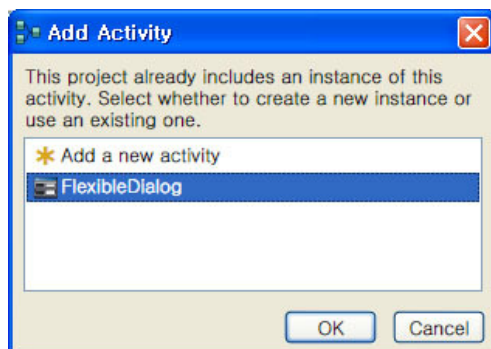 Add Activity
This project already includes an instance of this
activity. Select whether to create a new instance or
use an existing one.
Add a new activity
FlexibleDialog
OK
Cancel